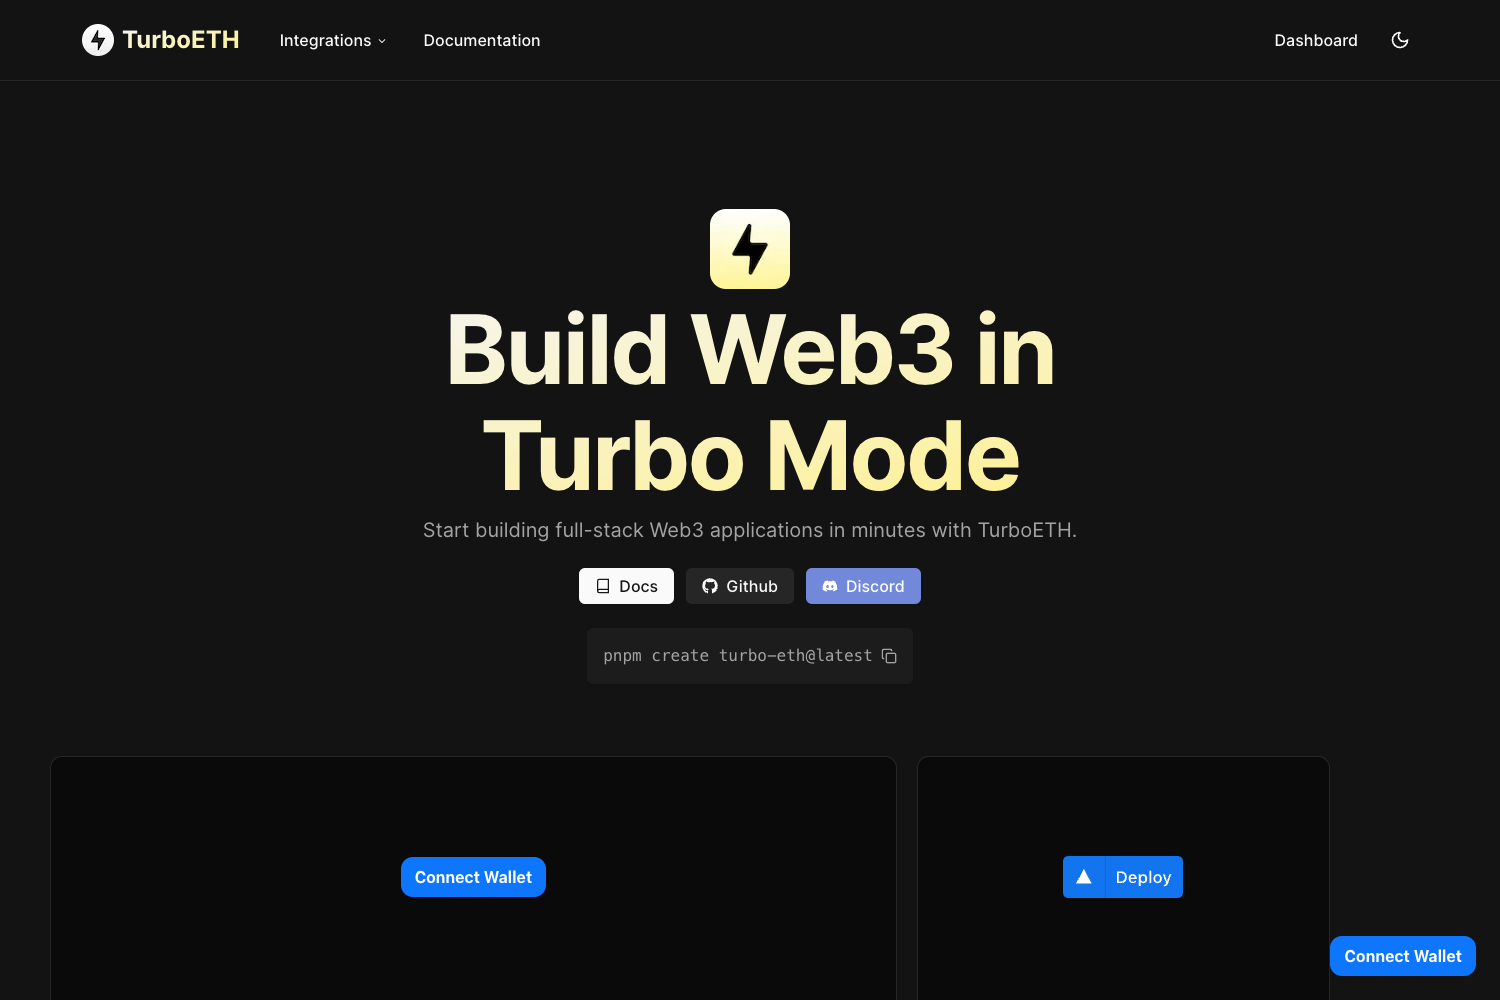 TurboETH
Integrations
Documentation
Dashboard
Build Web3 in
Turbo Mode
Start building full-stack Web3 applications in minutes with TurboETH.
Docs
Github
Discord
pnpm create turbo-eth@latest
Connect Wallet
Deploy
Connect Wallet